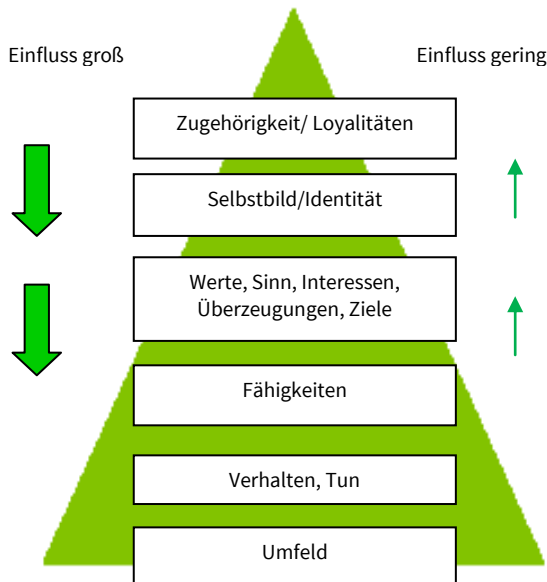 Einfluss groß
Einfluss gering
Zugehörigkeit/ Loyalitäten
Selbstbild/Identität
Werte, Sinn, Interessen,
Überzeugungen, Ziele
Fähigkeiten
Verhalten, Tun
Umfeld